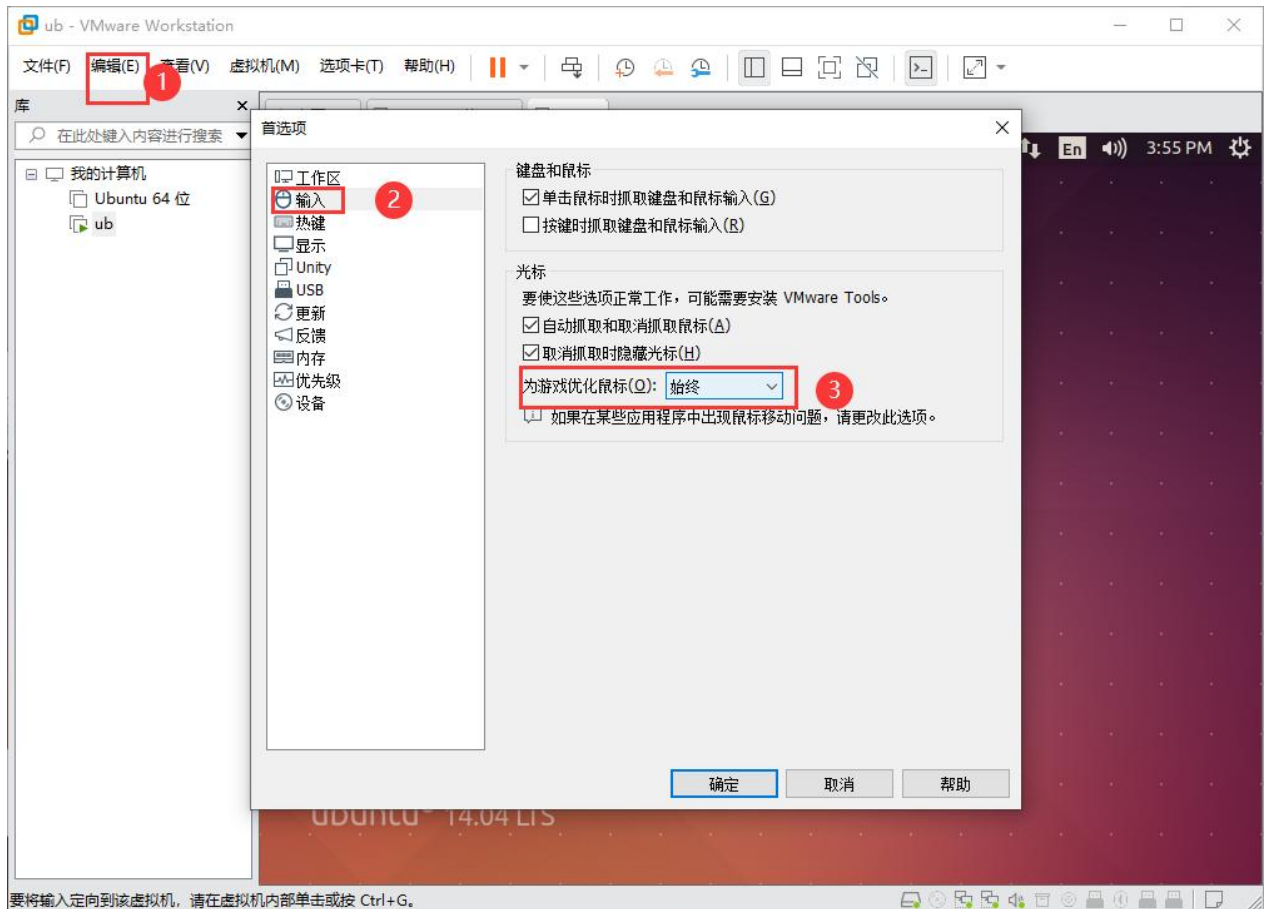 ub - VMware Workstation
文件(F) 编辑(E) 查看(V) 虚拟机(M) 选项卡(T) 帮助(H)
1
库
在此处键入内容进行搜索
我的计算机
Ubuntu 64 位
ub
首选项
工作区
输入
2
热键
显示
Unity
USB
更新
反馈
内存
优先级
设备
键盘和鼠标
单击鼠标时抓取键盘和鼠标输入(G)
按键时抓取键盘和鼠标输入(R)
光标
要使这些选项正常工作，可能需要安装 VMware Tools。
自动抓取和取消抓取鼠标(A)
取消抓取时隐藏光标(H)
为游戏优化鼠标(O): 始终
3
如果在某些应用程序中出现鼠标移动问题，请更改此选项。
确定 取消 帮助
En 3:55 PM
ubuntu 14.04 LTS
要将输入定向到该虚拟机，请在虚拟机内部单击或按 Ctrl+G。